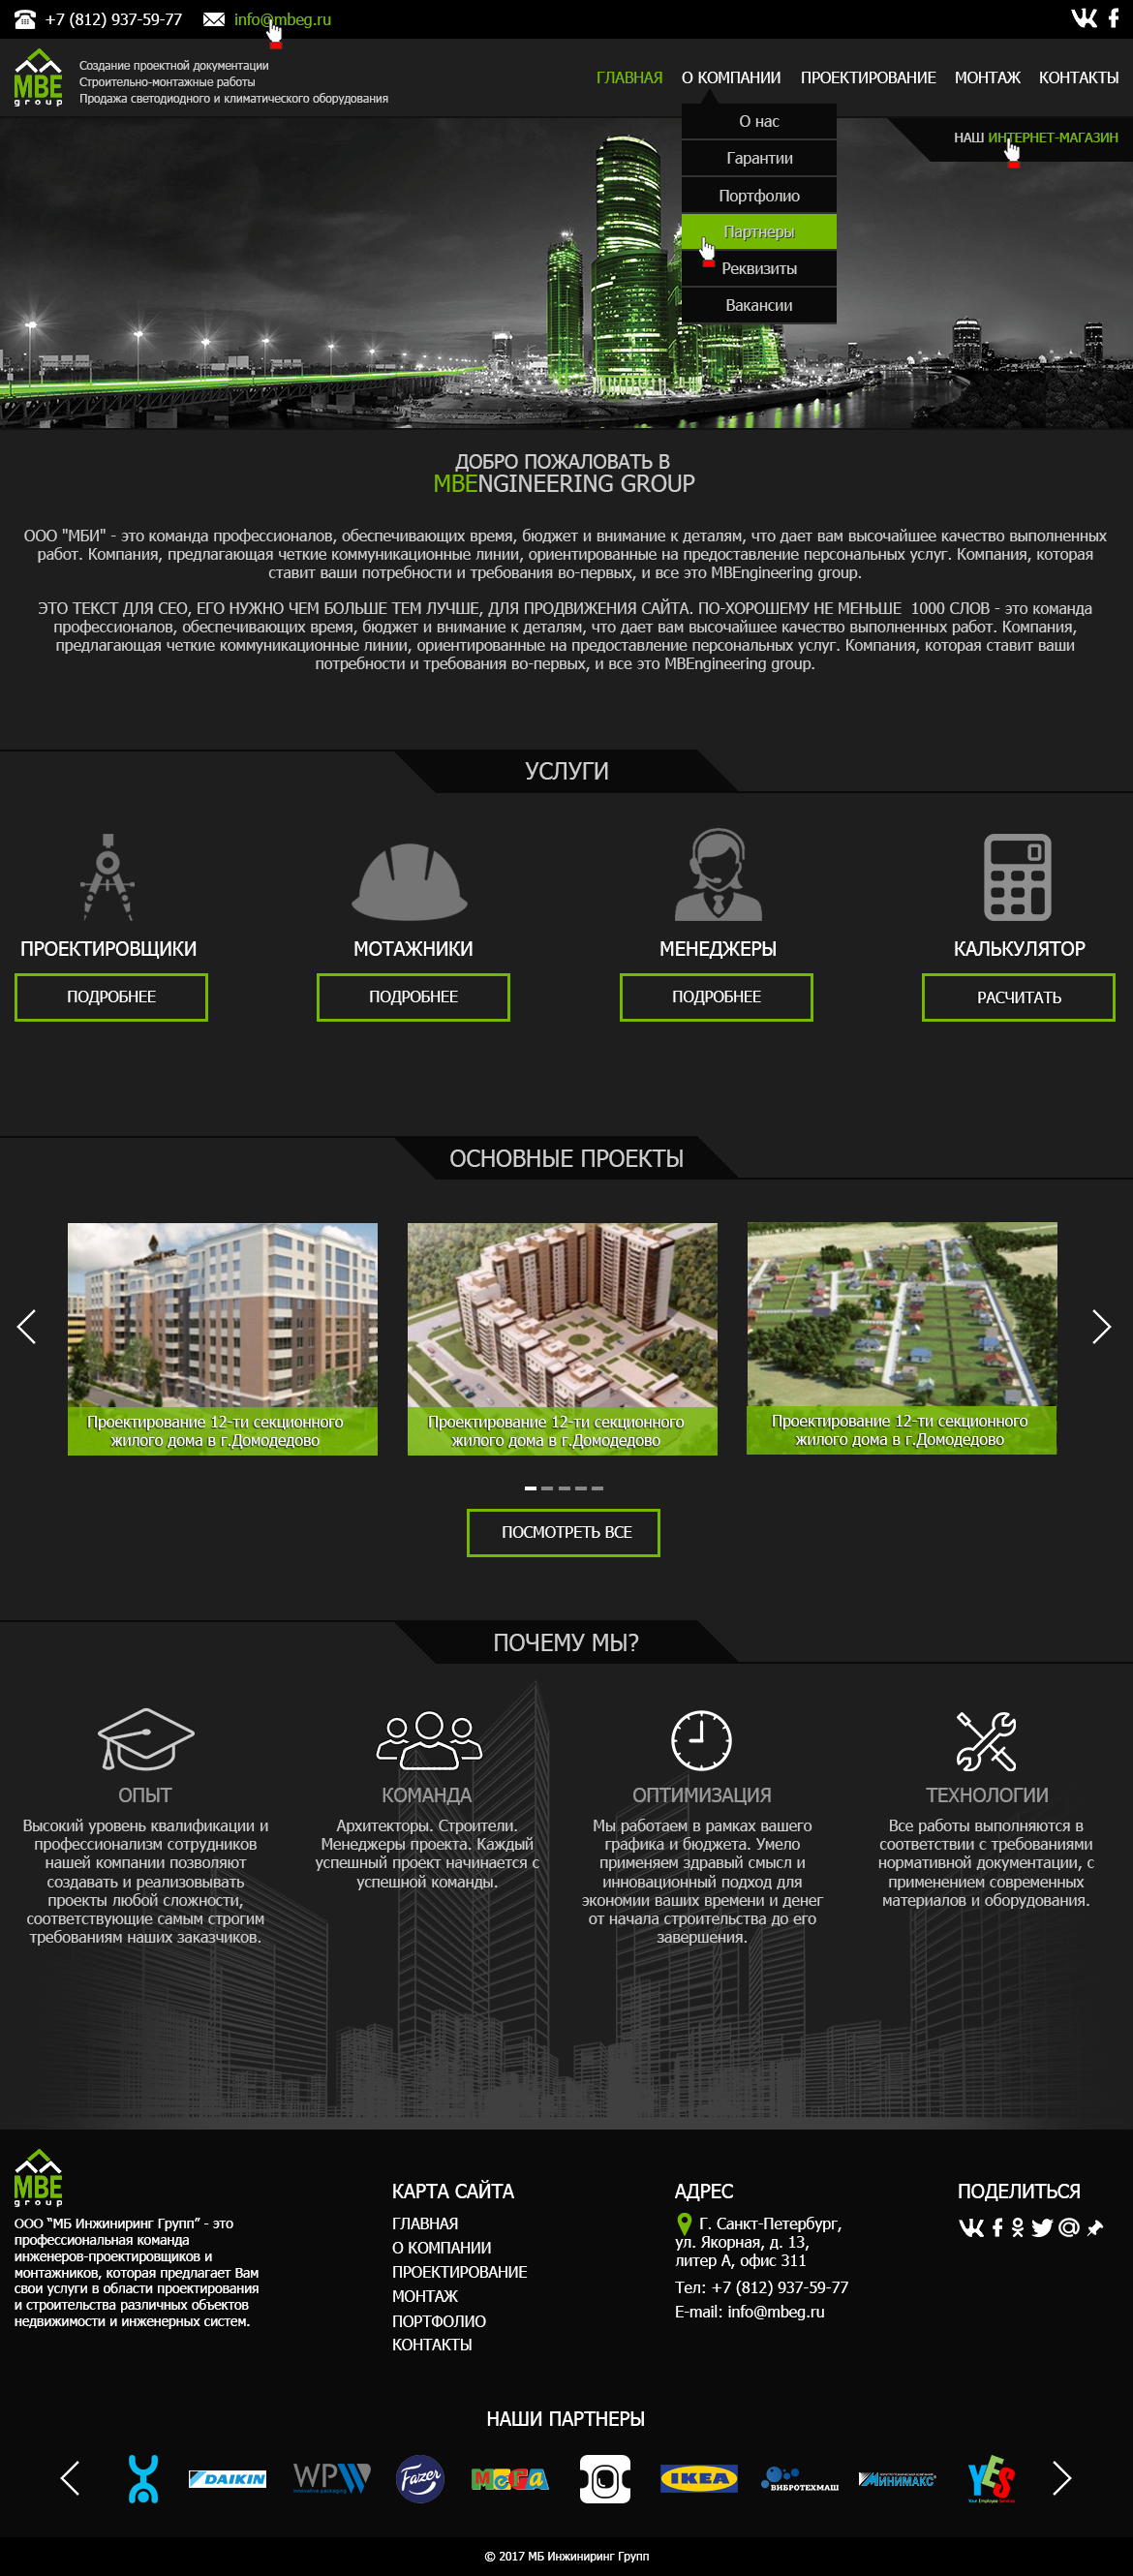 +7 (812) 937-59-77
info@mbeg.ru
MBE
group
Создание проектной документации
Строительно-монтажные работы
Продажа светодиодного и климатического оборудования
ГЛАВНАЯ
О КОМПАНИИ
ПРОЕКТИРОВАНИЕ
МОНТАЖ
КОНТАКТЫ
О нас
Гарантии
Портфолио
Партнеры
Реквизиты
Вакансии
НАШ ИНТЕРНЕТ-МАГАЗИН
ДОБРО ПОЖАЛОВАТЬ В
MBENGINEERING GROUP
ООО "МБИ" - это команда профессионалов, обеспечивающих время, бюджет и внимание к деталям, что дает вам высочайшее качество выполненных
работ. Компания, предлагающая четкие коммуникационные линии, ориентированные на предоставление персональных услуг. Компания, которая
ставит ваши потребности и требования во-первых, и все это MBEngineering group.
ЭТО ТЕКСТ ДЛЯ СЕО, ЕГО НУЖНО ЧЕМ БОЛЬШЕ ТЕМ ЛУЧШЕ, ДЛЯ ПРОДВИЖЕНИЯ САЙТА. ПО-ХОРОШЕМУ НЕ МЕНЬШЕ 1000 СЛОВ - это команда
профессионалов, обеспечивающих время, бюджет и внимание к деталям, что дает вам высочайшее качество выполненных работ. Компания,
предлагающая четкие коммуникационные линии, ориентированные на предоставление персональных услуг. Компания, которая ставит ваши
потребности и требования во-первых, и все это MBEngineering group.
УСЛУГИ
ПРОЕКТИРОВЩИКИ
ПОДРОБНЕЕ
МОТАЖНИКИ
ПОДРОБНЕЕ
МЕНЕДЖЕРЫ
ПОДРОБНЕЕ
КАЛЬКУЛЯТОР
РАСЧИТАТЬ
ОСНОВНЫЕ ПРОЕКТЫ
Проектирование 12-ти секционного
жилого дома в г.Домодедово
Проектирование 12-ти секционного
жилого дома в г.Домодедово
Проектирование 12-ти секционного
жилого дома в г.Домодедово
ПОСМОТРЕТЬ ВСЕ
ПОЧЕМУ МЫ?
ОПЫТ
Высокий уровень квалификации и
профессионализм сотрудников
нашей компании позволяют
создавать и реализовывать
проекты любой сложности,
соответствующие самым строгим
требованиям наших заказчиков.
КОМАНДА
Архитекторы. Строители.
Менеджеры проекта. Каждый
успешный проект начинается с
успешной команды.
ОПТИМИЗАЦИЯ
Мы работаем в рамках вашего
графика и бюджета. Умело
применяем здравый смысл и
инновационный подход для
экономии ваших времени и денег
от начала строительства до его
завершения.
ТЕХНОЛОГИИ
Все работы выполняются в
соответствии с требованиями
нормативной документации, с
применением современных
материалов и оборудования.
MBE
group
ООО “МБ Инжиниринг Групп” - это
профессиональная команда
инженеров-проектировщиков и
монтажников, которая предлагает Вам
свои услуги в области проектирования
и строительства различных объектов
недвижимости и инженерных систем.
КАРТА САЙТА
ГЛАВНАЯ
О КОМПАНИИ
ПРОЕКТИРОВАНИЕ
МОНТАЖ
ПОРТФОЛИО
КОНТАКТЫ
АДРЕС
Г. Санкт-Петербург,
ул. Якорная, д. 13,
литер А, офис 311
Тел: +7 (812) 937-59-77
E-mail: info@mbeg.ru
ПОДЕЛИТЬСЯ
НАШИ ПАРТНЕРЫ
DAIKIN
WPW
innovative packaging
Fazer
МЕГА
IKEA
ВИБРОТЕХМАШ
МИНИМАКС
YES
Your Employee Services
© 2017 МБ Инжиниринг Групп